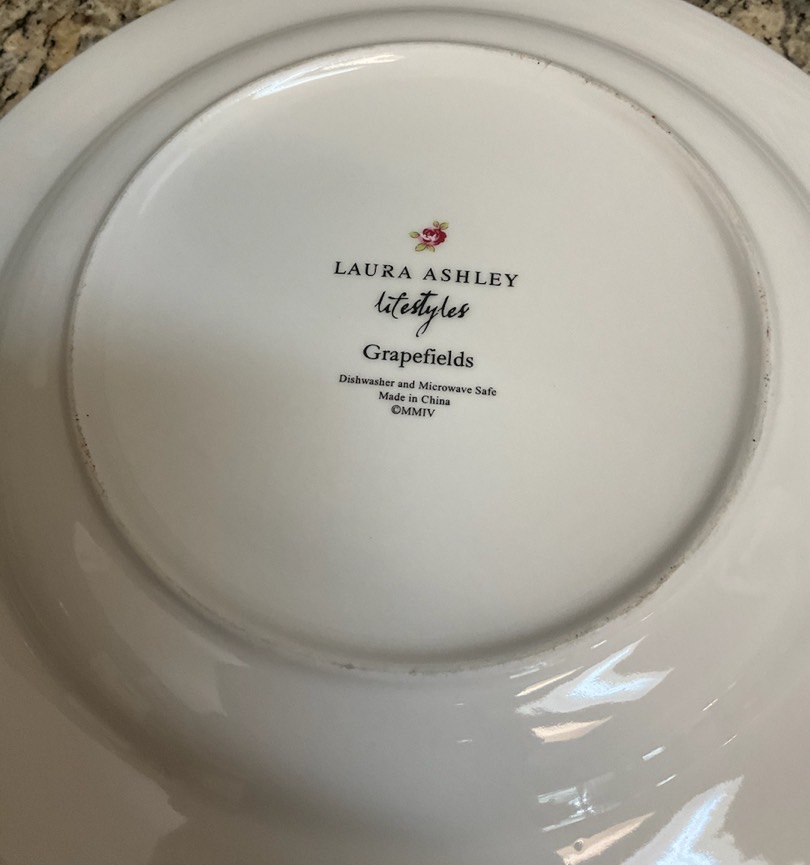 LAURA ASHLEY
lifestyles
Grapefields
Dishwasher and Microwave Safe
Made in China
©MMIV